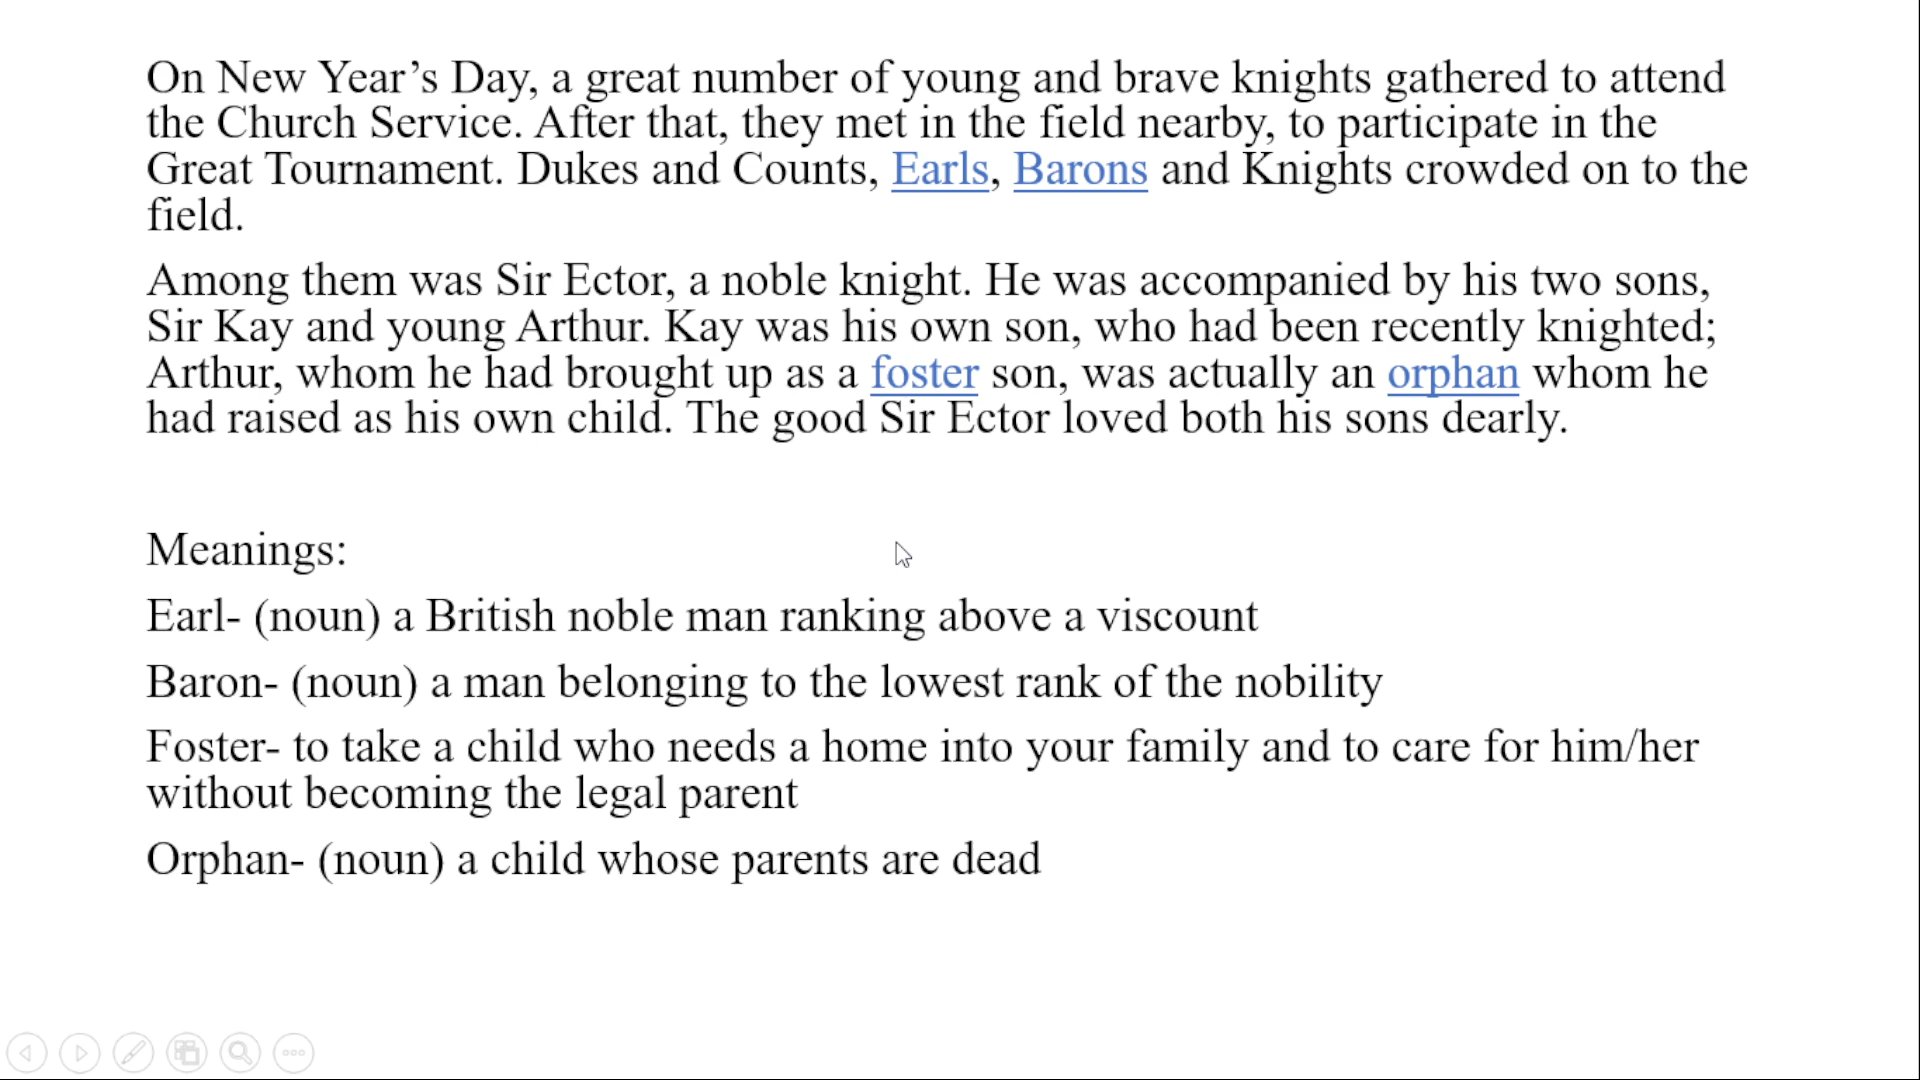 On New Year’s Day, a great number of young and brave knights gathered to attend
the Church Service. After that, they met in the field nearby, to participate in the
Great Tournament. Dukes and Counts, Earls, Barons and Knights crowded on to the
field.
Among them was Sir Ector, a noble knight. He was accompanied by his two sons,
Sir Kay and young Arthur. Kay was his own son, who had been recently knighted;
Arthur, whom he had brought up as a foster son, was actually an orphan whom he
had raised as his own child. The good Sir Ector loved both his sons dearly.
Meanings:
Earl- (noun) a British noble man ranking above a viscount
Baron- (noun) a man belonging to the lowest rank of the nobility
Foster- to take a child who needs a home into your family and to care for him/her
without becoming the legal parent
Orphan- (noun) a child whose parents are dead